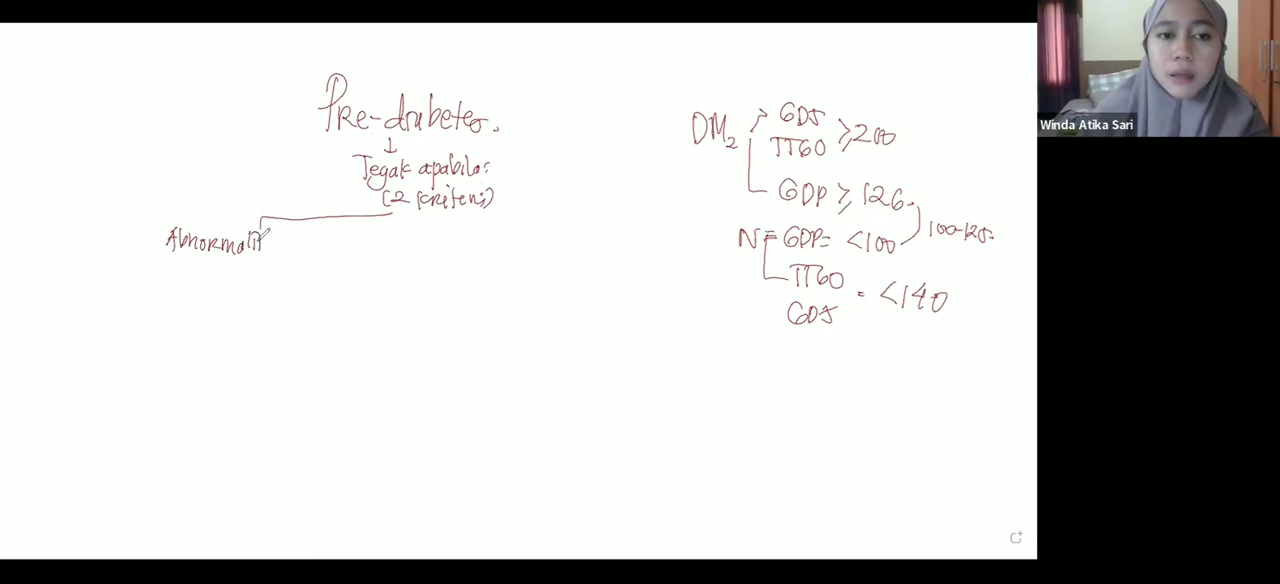 Pre-diabetes.
↓
Tegak apabila:
(2 kriteria)
Abnormalit
DM2
GDS
TTGO
≥200
GDP ≥ 126.
N = GDP = <100
100-125.
TTGO
GDS
= <140
Winda Atika Sari